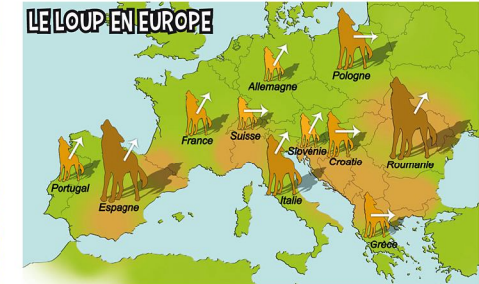 LE LOUP EN EUROPE
Pologne
Allemagne
France
Suisse
Slovénie
Croatie
Roumanie
Portugal
Espagne
Italie
Grèce